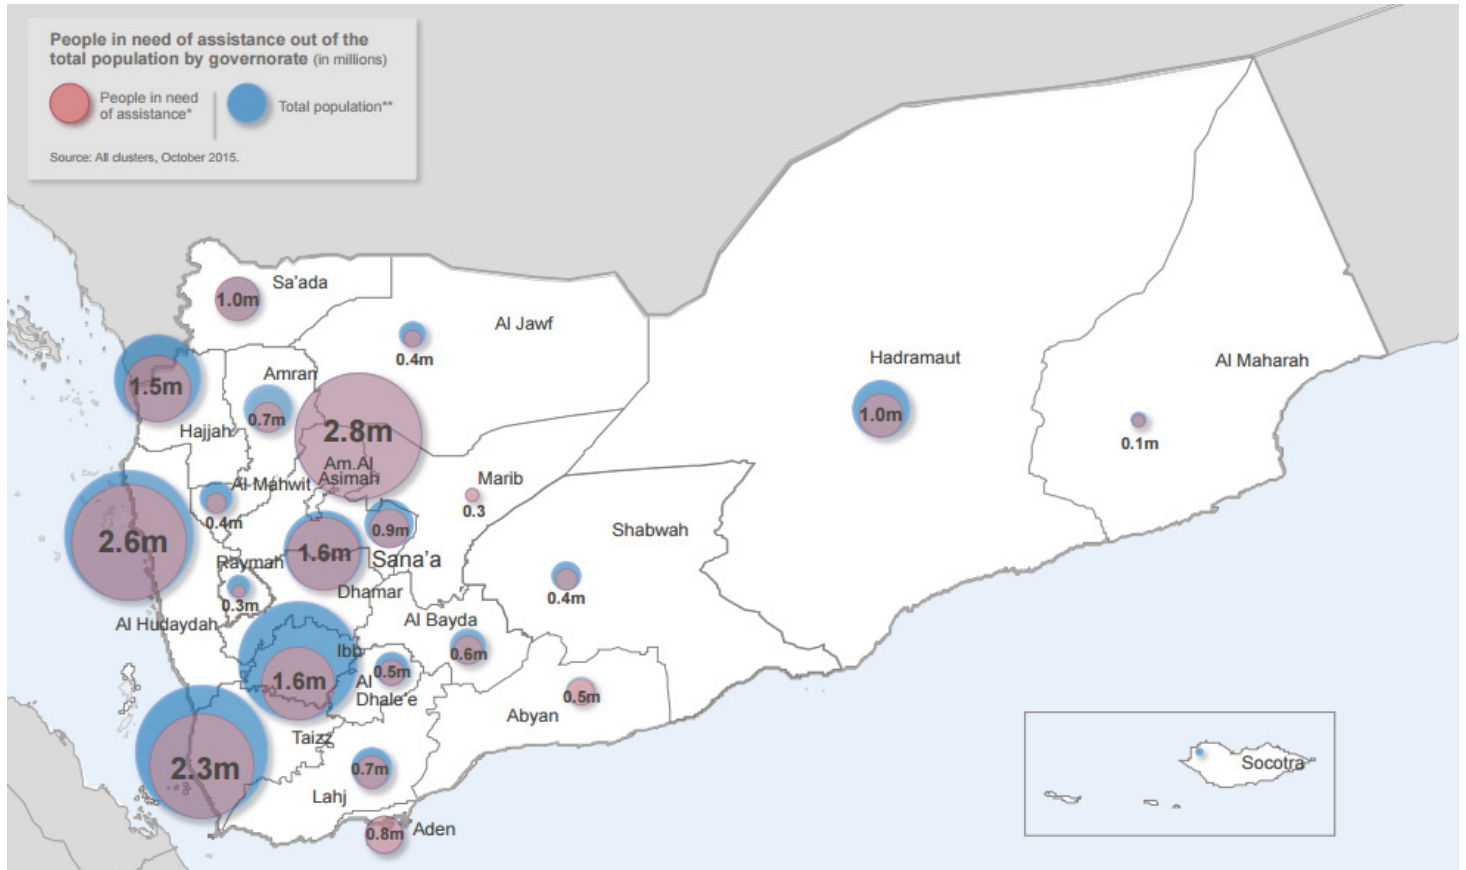 People in need of assistance out of the
total population by governorate (in millions)
People in need
of assistance*
Total population**
Source: All clusters, October 2015.
Sa'ada
1.0m
Al Jawf
0.4m
Hadramaut
1.0m
Al Maharah
0.1m
1.5m
Hajjah
Amran
0.7m
2.8m
Am.Al
Asimah
Al Mahwit
0.4m
Marib
0.3
2.6m
Al Hudaydah
0.9m
Sana’a
1.6m
Dhamar
Raymah
0.3m
Shabwah
0.4m
Al Bayda
0.6m
Ibb
1.6m
0.5m
Al
Dhale’e
0.5m
Abyan
Taizz
2.3m
0.7m
Lahj
0.8m
Aden
Socotra